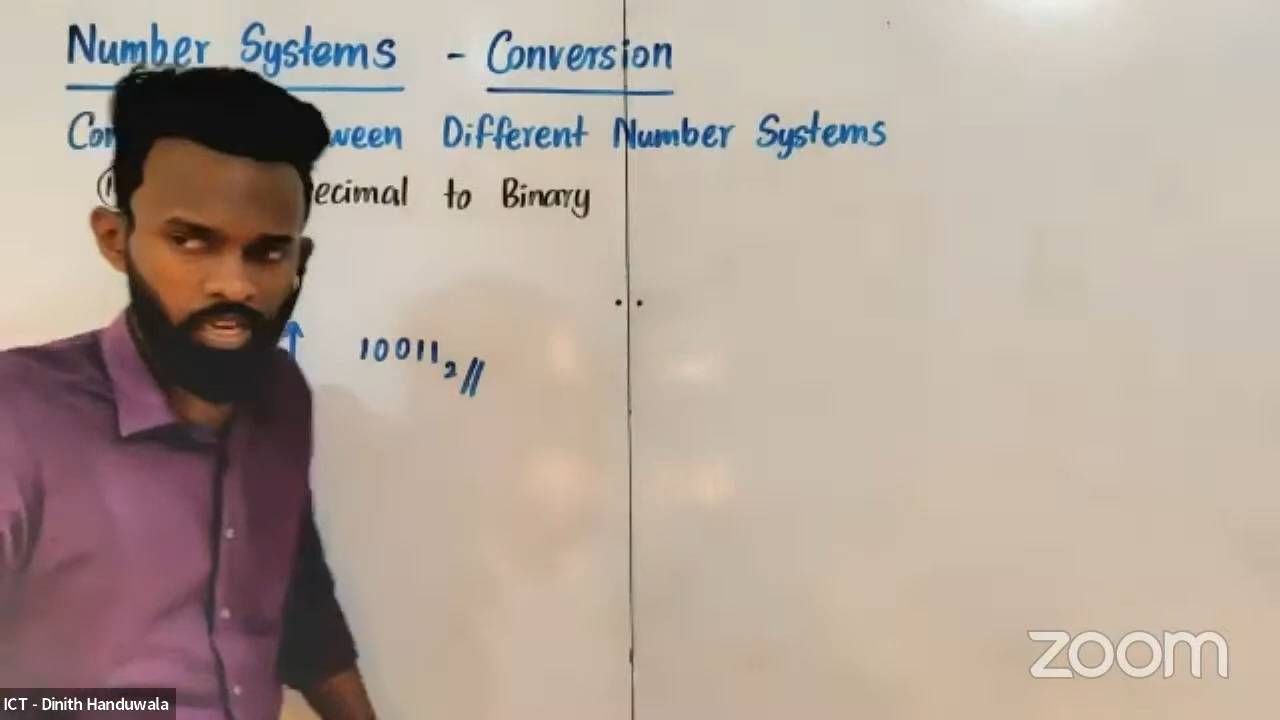 Number Systems - Conversion
Con ween Different Number Systems
ecimal to Binary
10011₂//
zoom
ICT - Dinith Handuwala